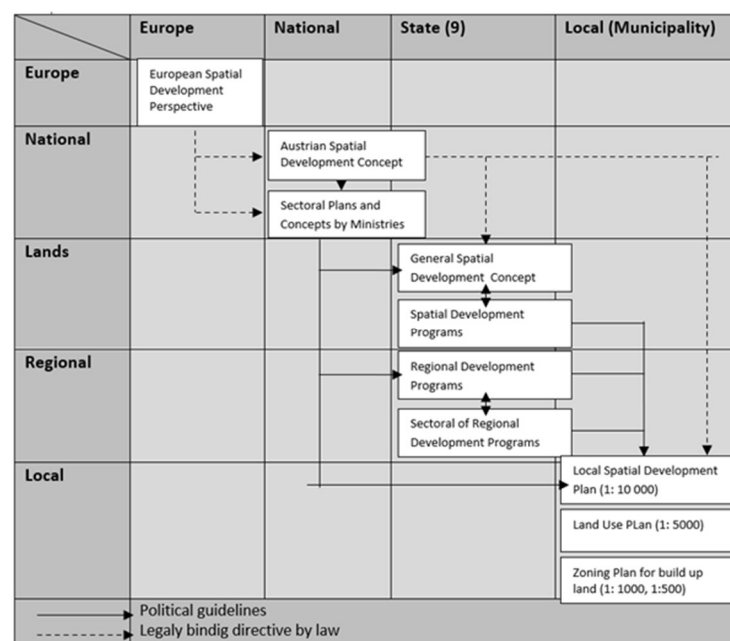 Europe
National
State (9)
Local (Municipality)
Europe
European Spatial
Development
Perspective
National
Austrian Spatial
Development Concept
Sectoral Plans and
Concepts by Ministries
Lands
General Spatial
Development Concept
Spatial Development
Programs
Regional
Regional Development
Programs
Sectoral of Regional
Development Programs
Local
Local Spatial Development
Plan (1: 10 000)
Land Use PLan (1: 5000)
Zoning Plan for build up
land (1: 1000, 1:500)
Political guidelines
Legaly bindig directive by law